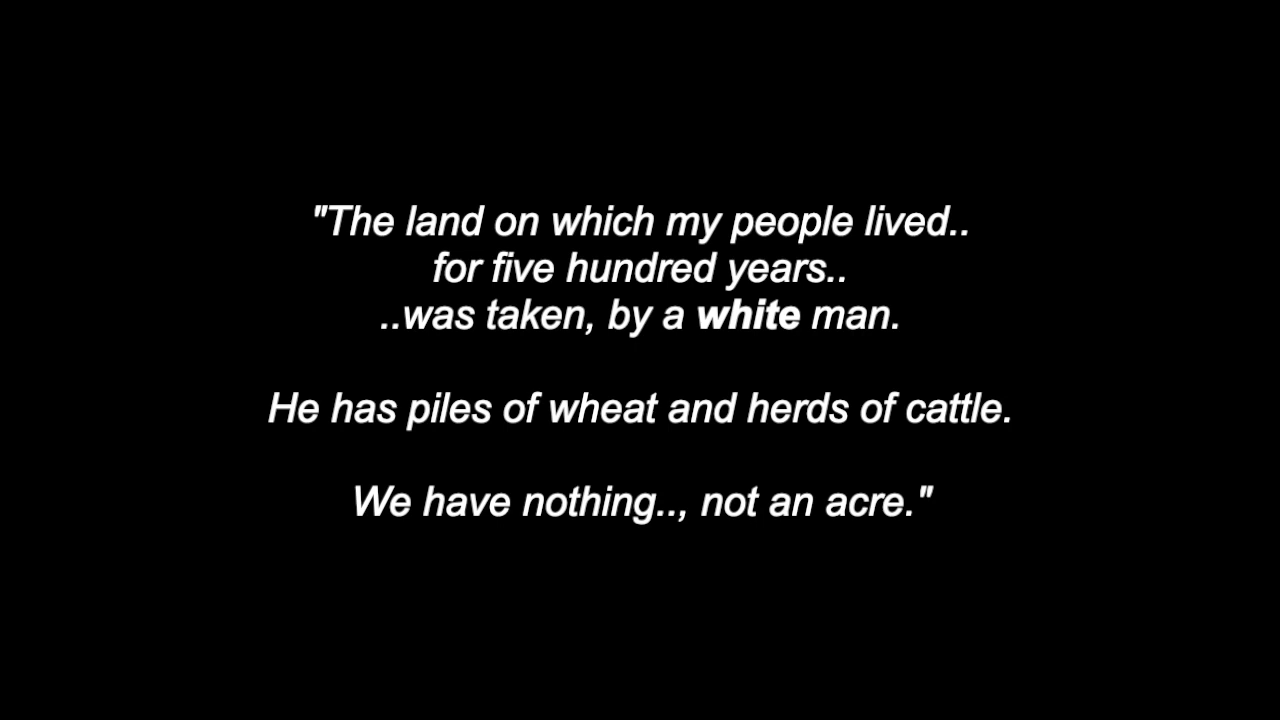 "The land on which my people lived..
for five hundred years..
..was taken, by a white man.
He has piles of wheat and herds of cattle.
We have nothing.., not an acre."